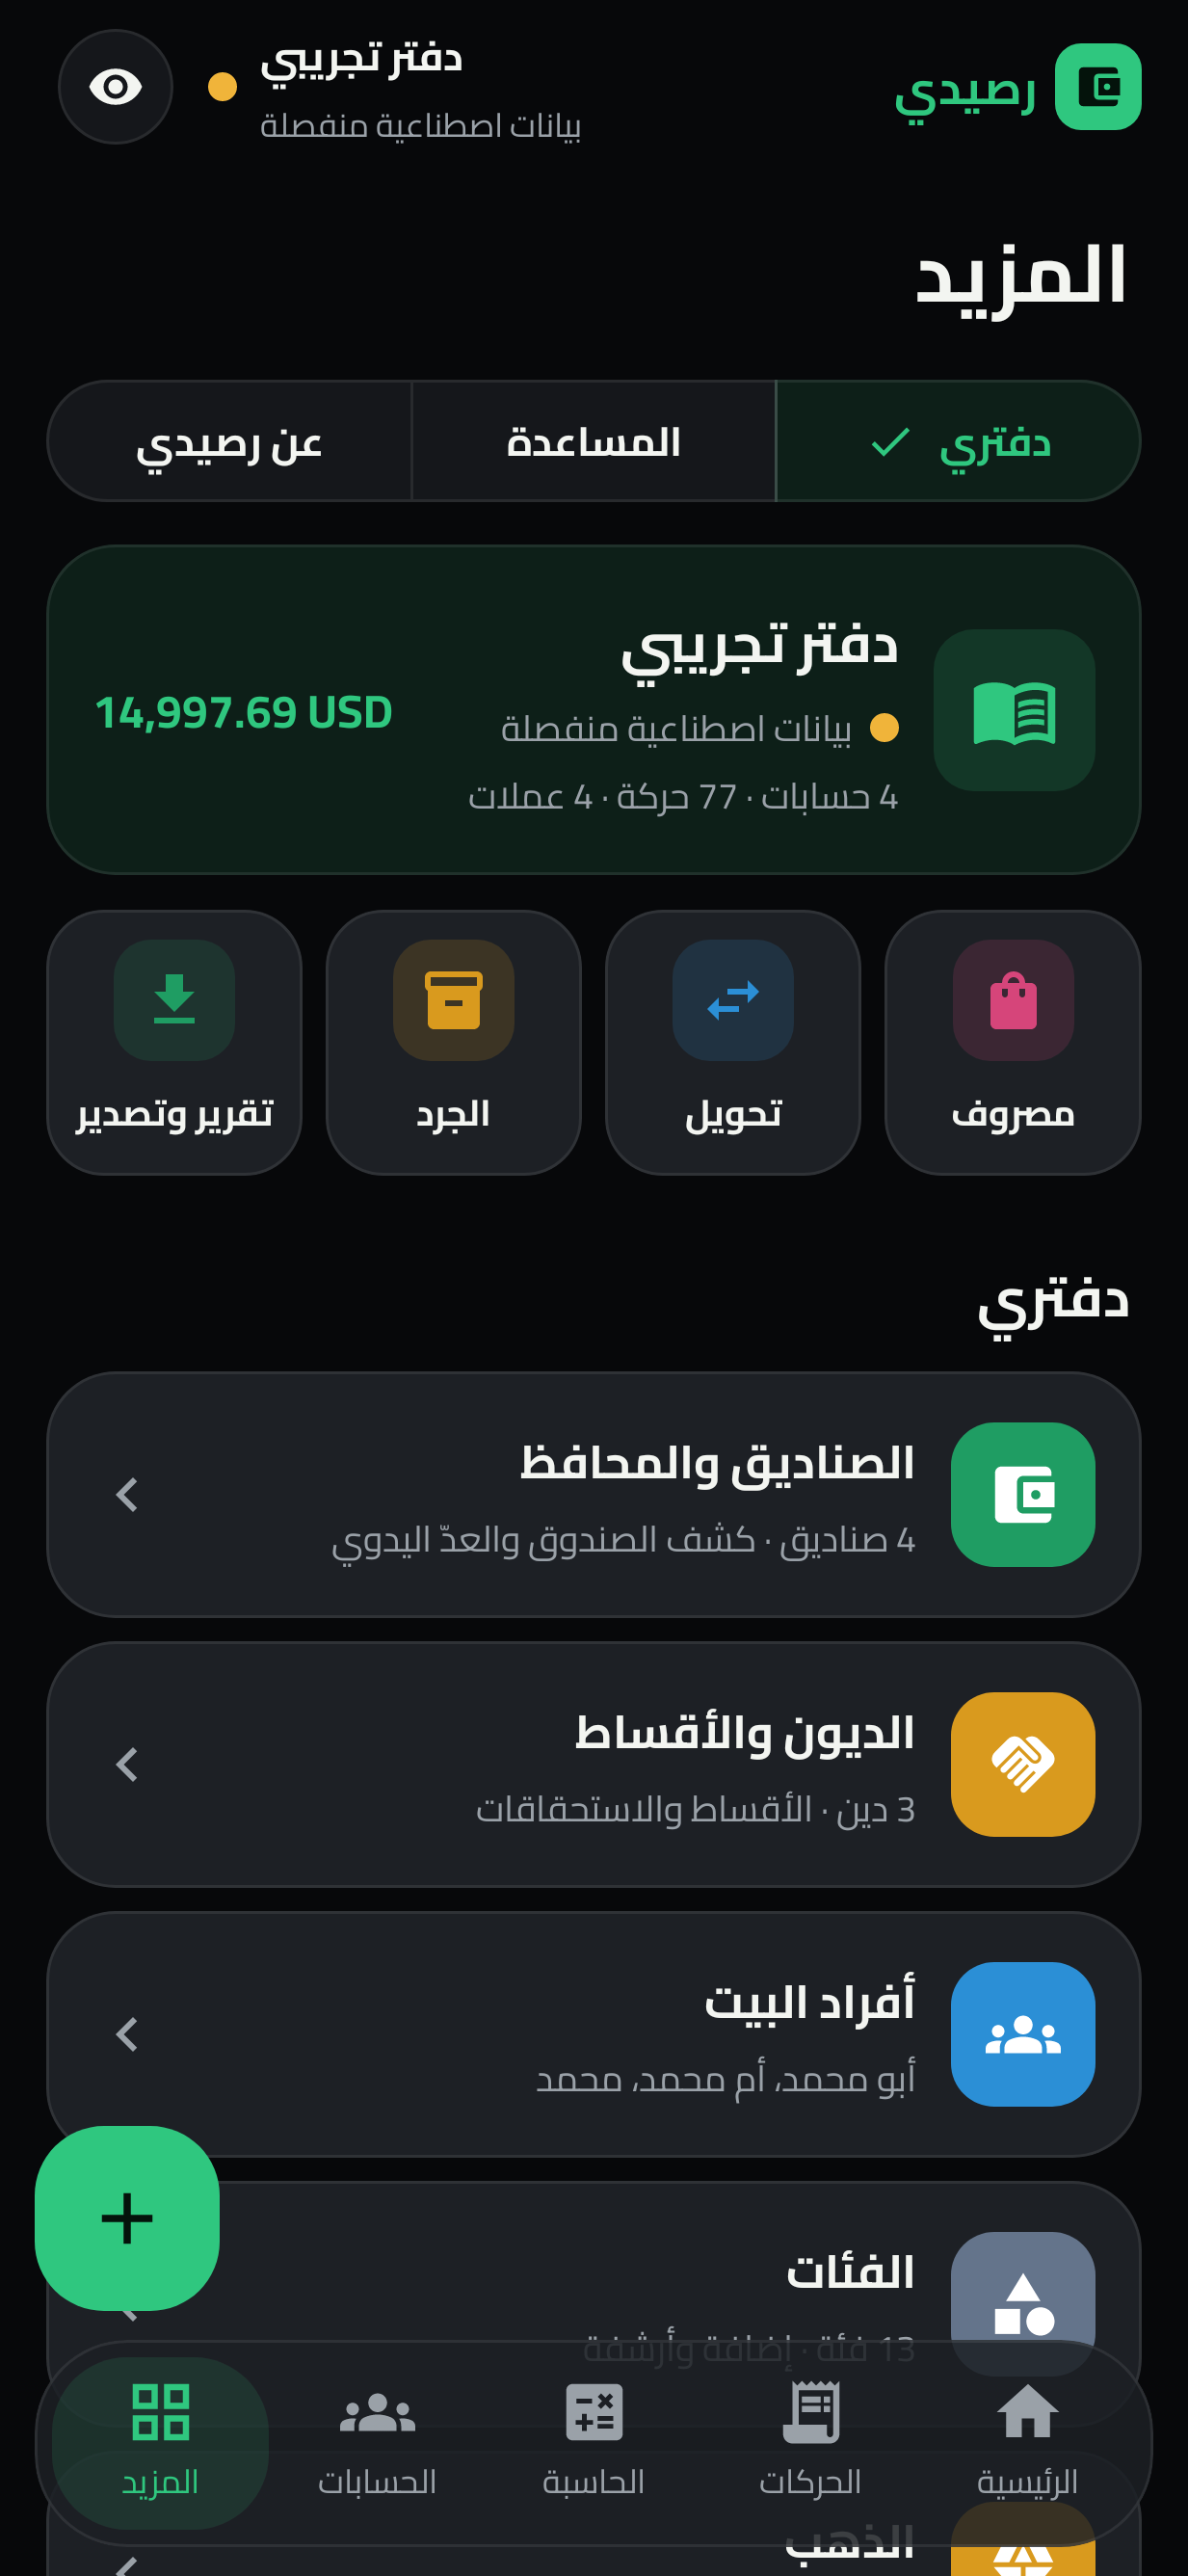 رصيدي
دفتر تجريبي
بيانات اصطناعية منفصلة
المزيد
دفتري
المساعدة
عن رصيدي
دفتر تجريبي
بيانات اصطناعية منفصلة
14,997.69 USD
4 حسابات · 77 حركة · 4 عملات
مصروف
تحويل
الجرد
تقرير وتصدير
دفتري
الصناديق والمحافظ
4 صناديق · كشف الصندوق والعدّ اليدوي
الديون والأقساط
3 دين · الأقساط والاستحقاقات
أفراد البيت
أبو محمد، أم محمد، محمد
الفئات
13 فئة · إضافة وأرشفة
الرئيسية
الحركات
الحاسبة
الحسابات
المزيد
الذهب